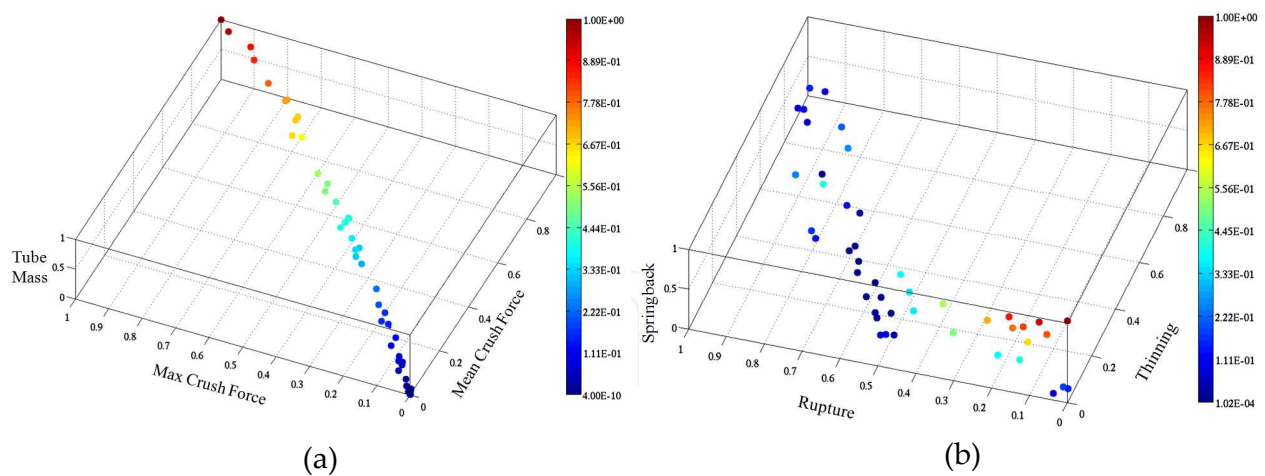 1
0.5
0
Tube
Mass
1
0.9
0.8
0.7
0.6
0.5
0.4
0.3
0.2
0.1
0
Max Crush Force
0
0.2
0.4
0.6
0.8
Mean Crush Force
1.00E+00
8.89E-01
7.78E-01
6.67E-01
5.56E-01
4.45E-01
3.33E-01
2.22E-01
1.11E-01
4.00E-10
(a)
1
0.5
0
Springback
1
0.9
0.8
0.7
0.6
0.5
0.4
0.3
0.2
0.1
0
Rupture
0
0.2
0.4
0.6
0.8
Thinning
1.00E+00
8.89E-01
7.78E-01
6.67E-01
5.56E-01
4.45E-01
3.33E-01
2.22E-01
1.11E-01
1.02E-04
(b)